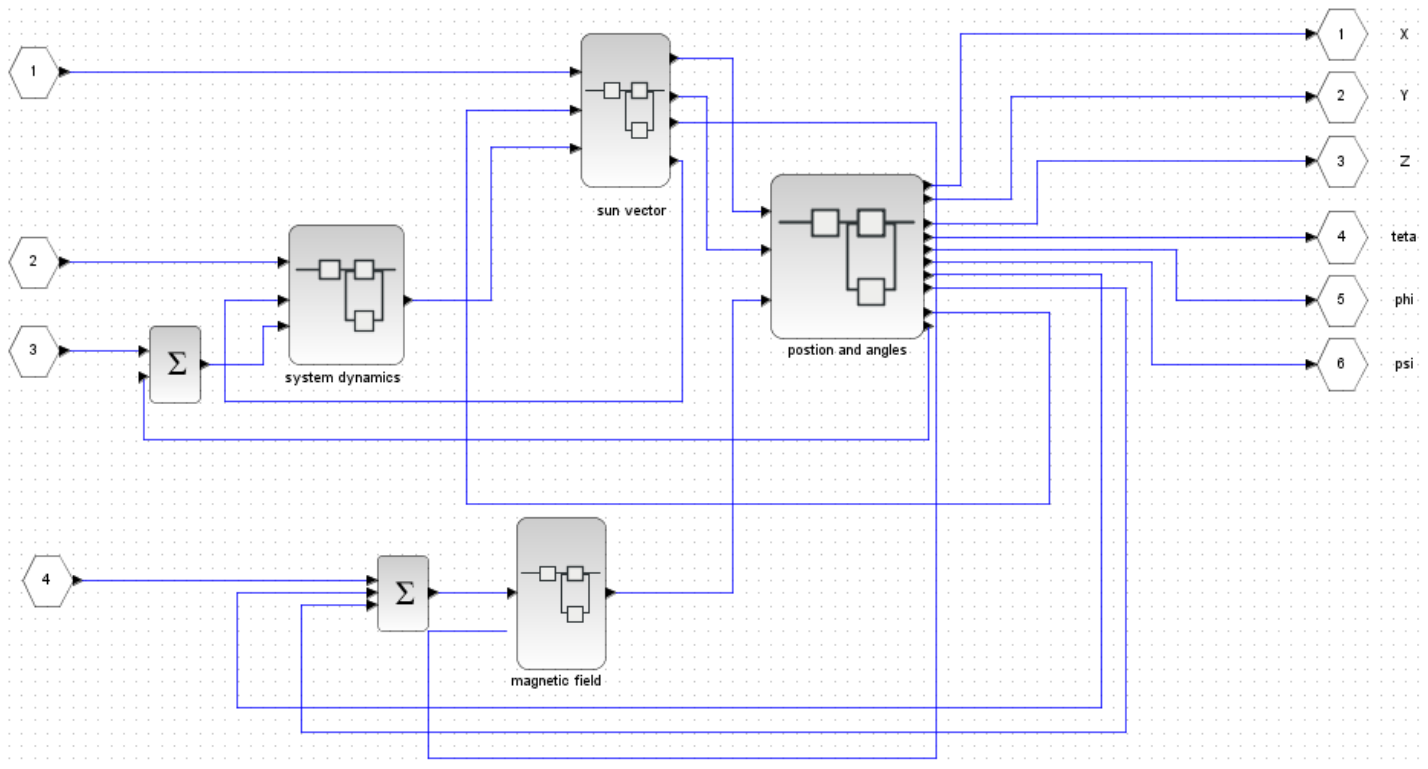 1
X
1
2
Y
3
Z
sun vector
2
4
teta
5
phi
3
Σ
postion and angles
6
psi
system dynamics
4
Σ
magnetic field